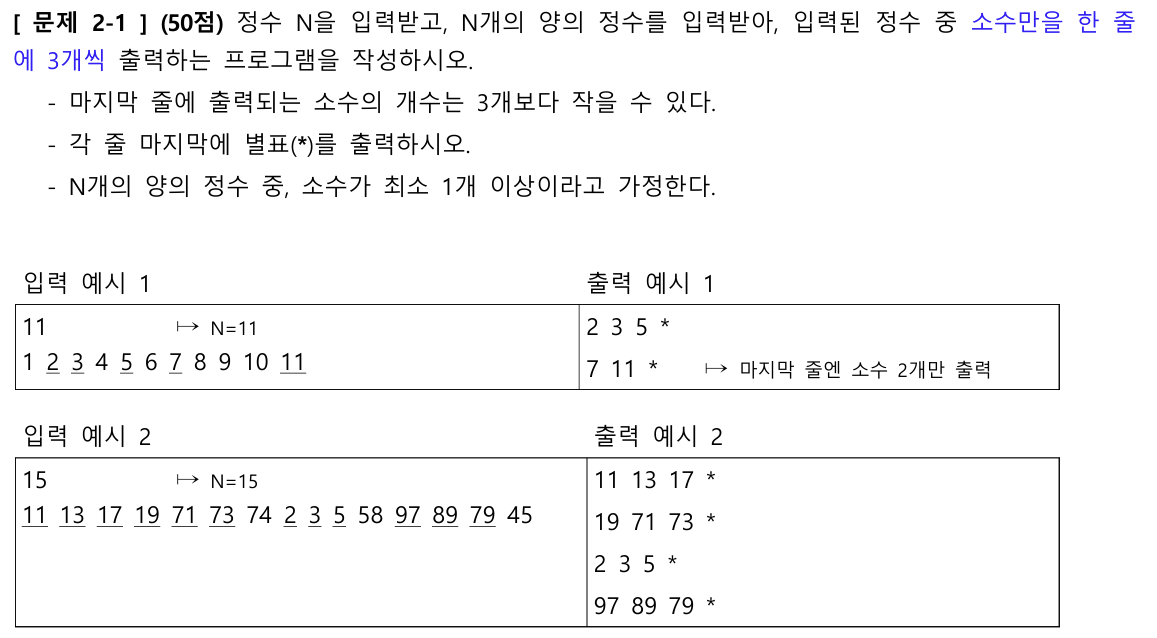 [ 문제 2-1 ] (50점) 정수 N을 입력받고, N개의 양의 정수를 입력받아, 입력된 정수 중 소수만을 한 줄
에 3개씩 출력하는 프로그램을 작성하시오.
- 마지막 줄에 출력되는 소수의 개수는 3개보다 작을 수 있다.
- 각 줄 마지막에 별표(*)를 출력하시오.
- N개의 양의 정수 중, 소수가 최소 1개 이상이라고 가정한다.
입력 예시 1
11 ↦ N=11
1 2 3 4 5 6 7 8 9 10 11
출력 예시 1
2 3 5 *
7 11 * ↦ 마지막 줄엔 소수 2개만 출력
입력 예시 2
15 ↦ N=15
11 13 17 19 71 73 74 2 3 5 58 97 89 79 45
출력 예시 2
11 13 17 *
19 71 73 *
2 3 5 *
97 89 79 *